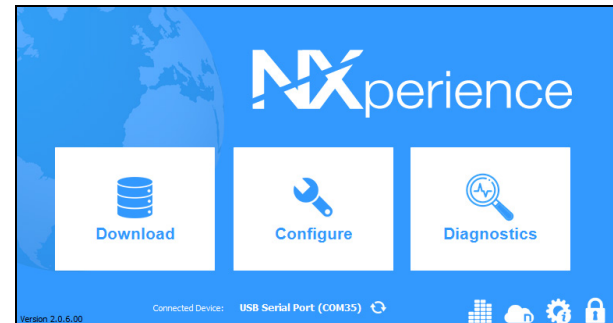 NXperience
Download
Configure
Diagnostics
Connected Device: USB Serial Port (COM35)
n
i
Version 2.0.6.00